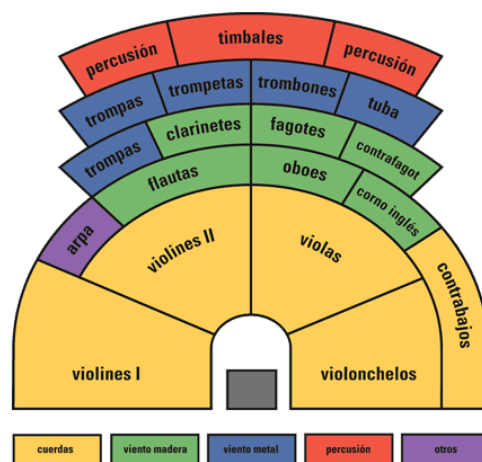 percusión
timbales
percusión
trompas
trompetas
trombones
tuba
trompas
clarinetes
fagotes
contrafagot
arpa
flautas
oboes
corno inglés
violines II
violas
contrabajos
violines I
violonchelos
cuerdas
viento madera
viento metal
percusión
otros